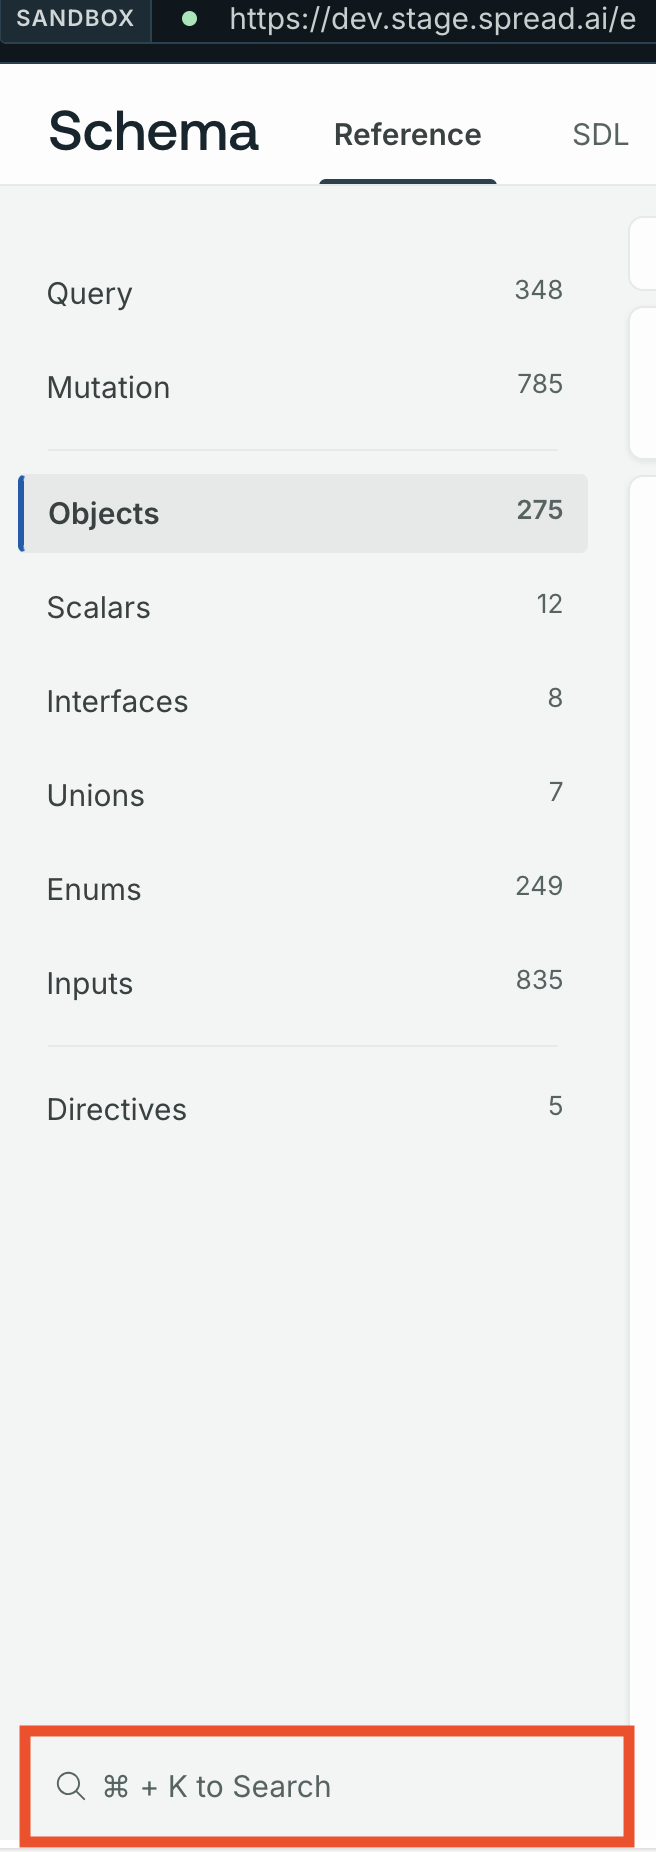 SANDBOX https://dev.stage.spread.ai/e
Schema Reference SDL
Query 348
Mutation 785
Objects 275
Scalars 12
Interfaces 8
Unions 7
Enums 249
Inputs 835
Directives 5
⌘ + K to Search